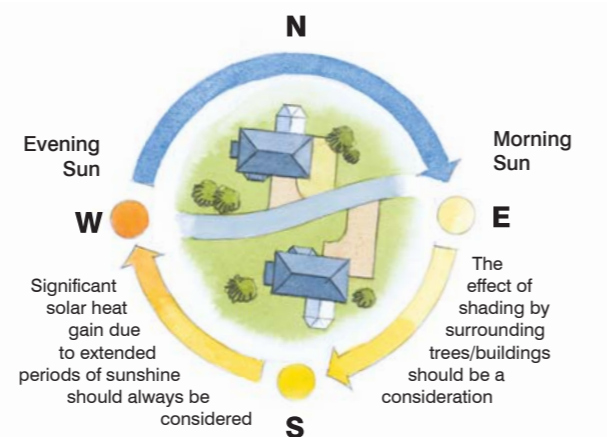 N
Evening
Sun
Morning
Sun
W
E
Significant
solar heat
gain due
to extended
periods of sunshine
should always be
considered
The
effect of
shading by
surrounding
trees/buildings
should be a
consideration
S